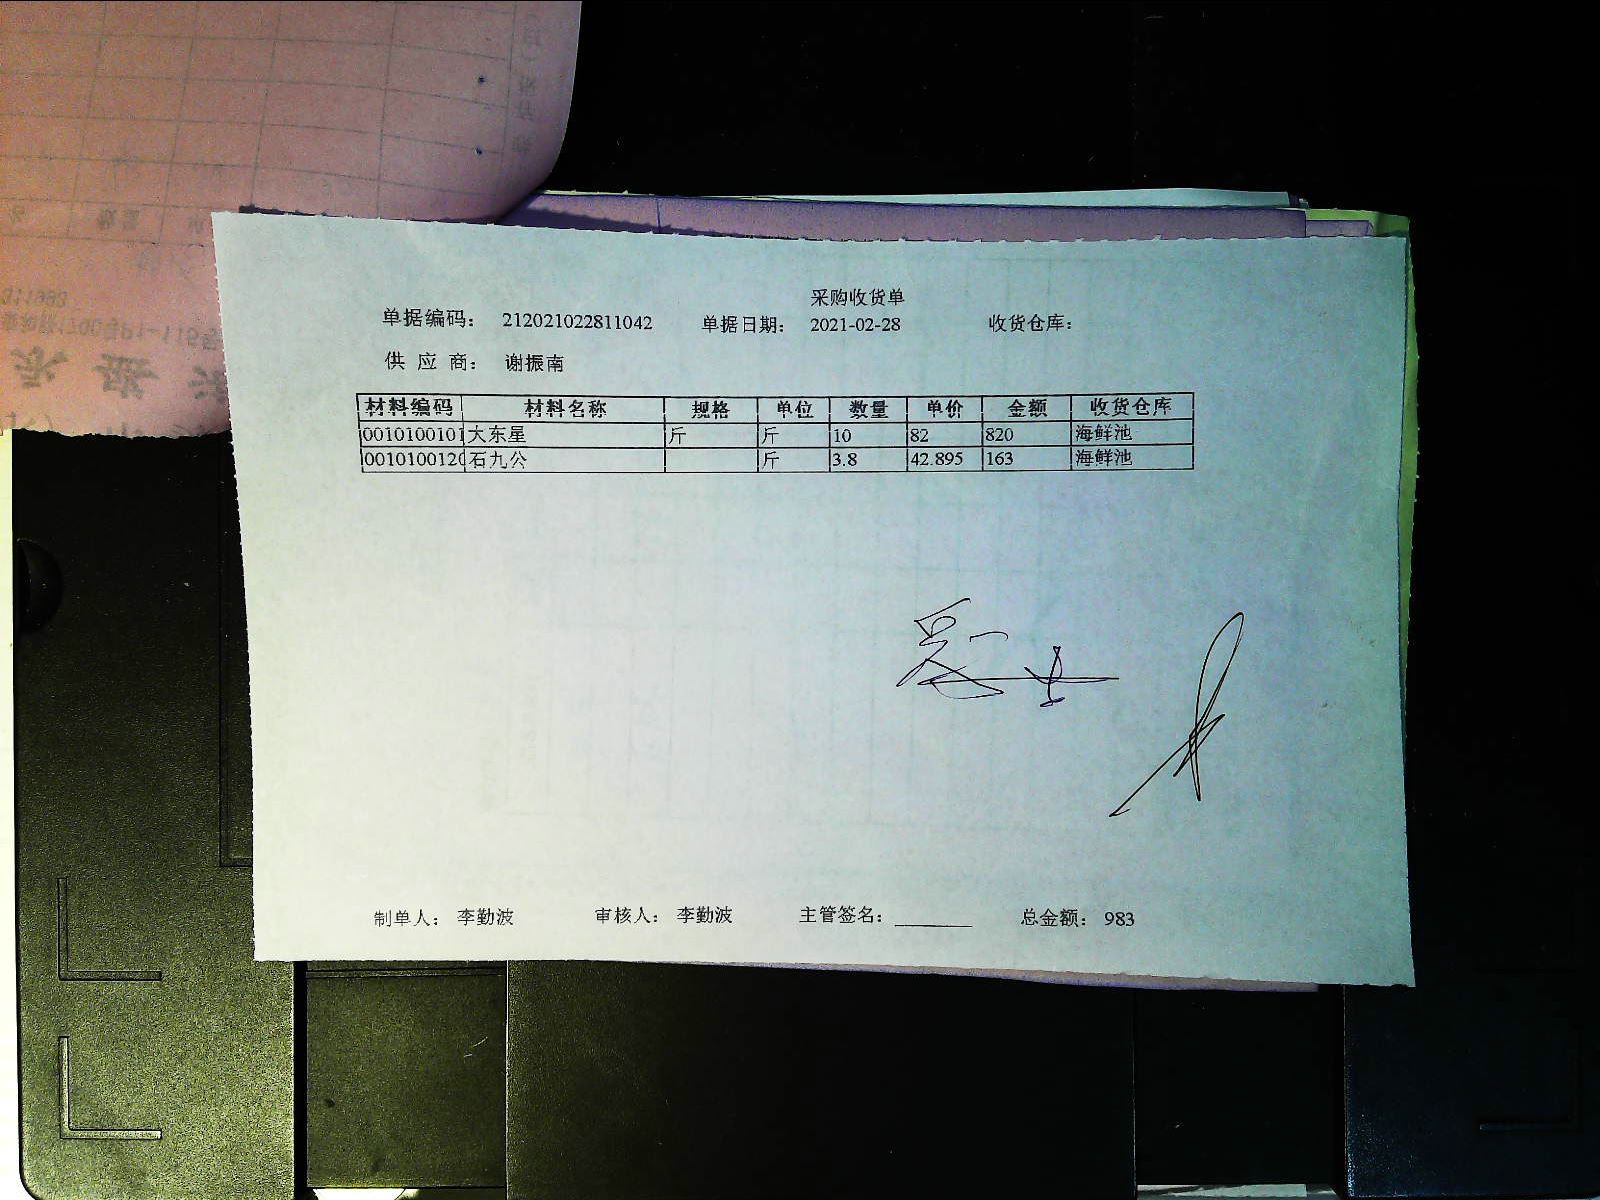 采购收货单
单据编码： 212021022811042 单据日期： 2021-02-28 收货仓库：
供 应 商： 谢振南
材料编码 材料名称 规格 单位 数量 单价 金额 收货仓库
0010100101 大东星 斤 斤 10 82 820 海鲜池
001010012 石九公 斤 3.8 42.895 163 海鲜池
制单人： 李勤波 审核人： 李勤波 主管签名： 总金额： 983